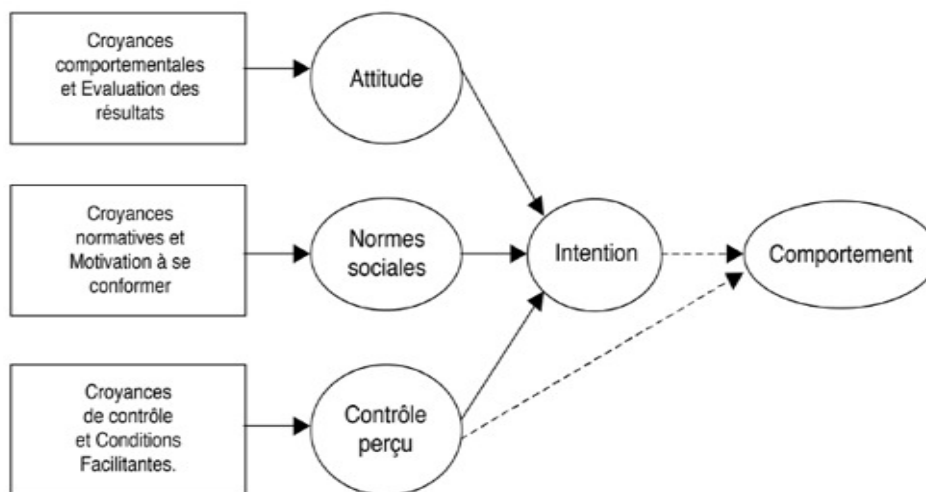 Croyances
comportementales
et Evaluation des
résultats
Attitude
Croyances
normatives et
Motivation à se
conformer
Normes
sociales
Intention
Comportement
Croyances
de contrôle
et Conditions
Facilitantes.
Contrôle
perçu